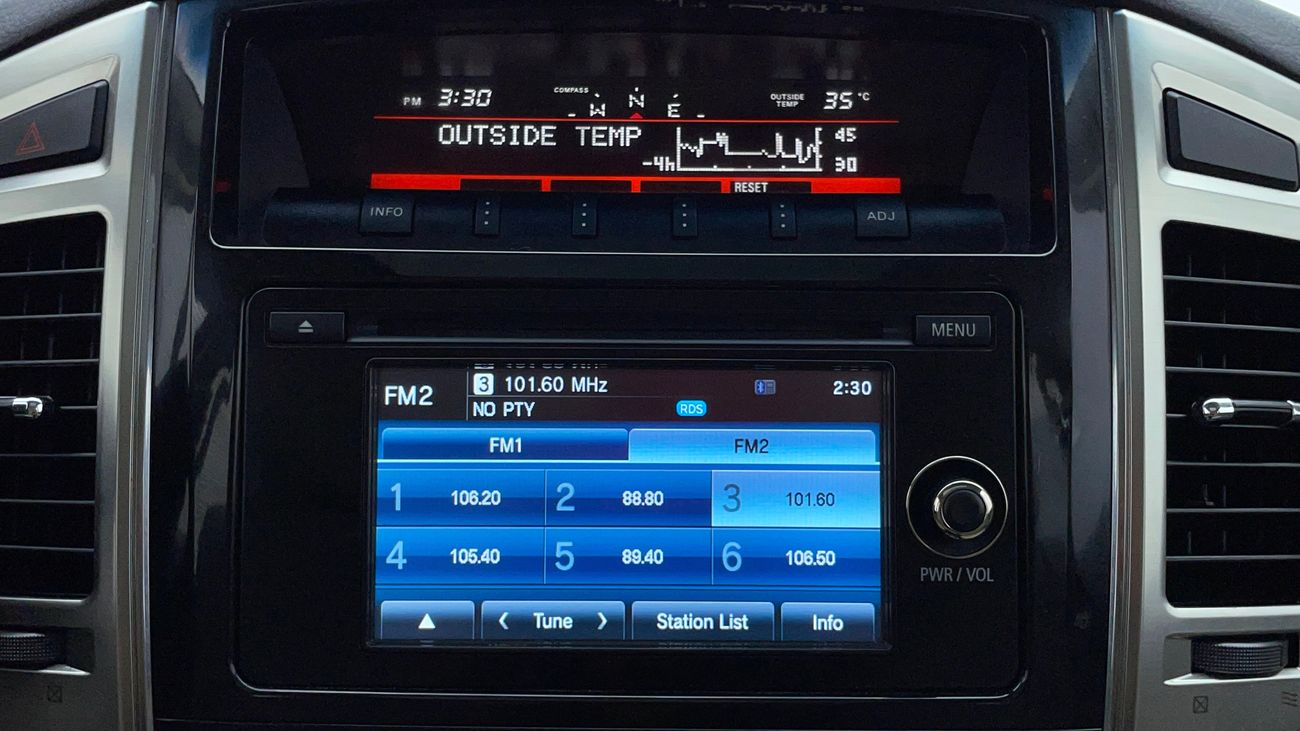 PM 3:30 COMPASS W N E OUTSIDE TEMP 35 °C
OUTSIDE TEMP -4h 45
30
RESET
INFO ADJ
MENU
FM2 3 101.60 MHz 2:30
NO PTY RDS
FM1 FM2
1 106.20 2 88.80 3 101.60
4 105.40 5 89.40 6 106.50
PWR / VOL
▲ < Tune > Station List Info